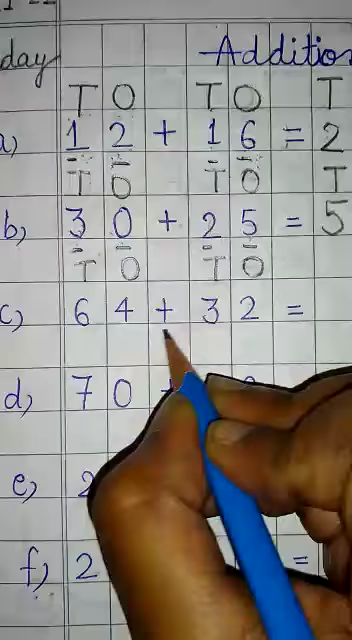 day Addition
T O T O T
a) 1 2 + 1 6 = 2
T O T O T
b) 3 0 + 2 5 = 5
T O T O
c) 6 4 + 3 2 =
d) 7 0
e) 2
f) 2 =